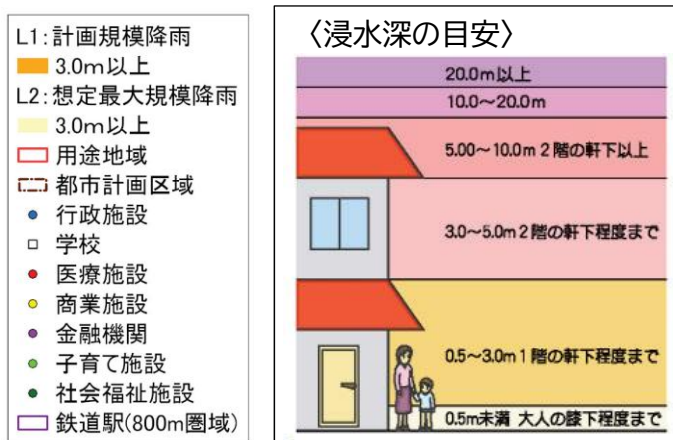 L1:計画規模降雨
3.0m以上
L2:想定最大規模降雨
3.0m以上
用途地域
都市計画区域
行政施設
学校
医療施設
商業施設
金融機関
子育て施設
社会福祉施設
鉄道駅(800m圏域)
〈浸水深の目安〉
20.0m以上
10.0～20.0m
5.00～10.0m 2階の軒下以上
3.0～5.0m 2階の軒下程度まで
0.5～3.0m 1階の軒下程度まで
0.5m未満 大人の膝下程度まで